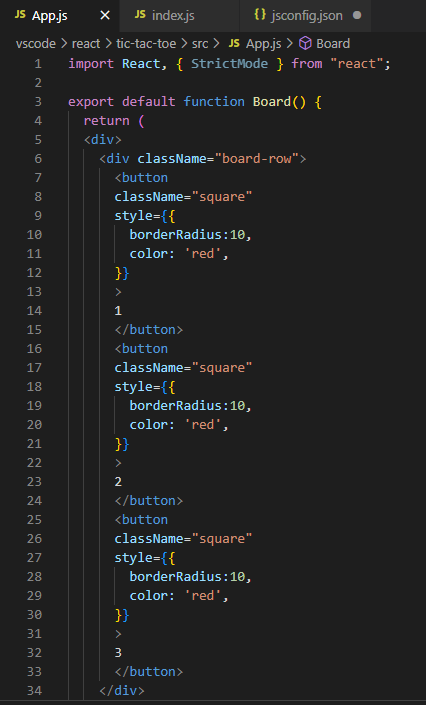 JS App.js × JS index.js {} jsconfig.json
vscode > react > tic-tac-toe > src > JS App.js > Board
1 import React, { StrictMode } from "react";
2
3 export default function Board() {
4   return (
5   <div>
6     <div className="board-row">
7       <button
8       className="square"
9       style={{
10         borderRadius:10,
11         color: 'red',
12       }}
13       >
14       1
15       </button>
16       <button
17       className="square"
18       style={{
19         borderRadius:10,
20         color: 'red',
21       }}
22       >
23       2
24       </button>
25       <button
26       className="square"
27       style={{
28         borderRadius:10,
29         color: 'red',
30       }}
31       >
32       3
33       </button>
34     </div>